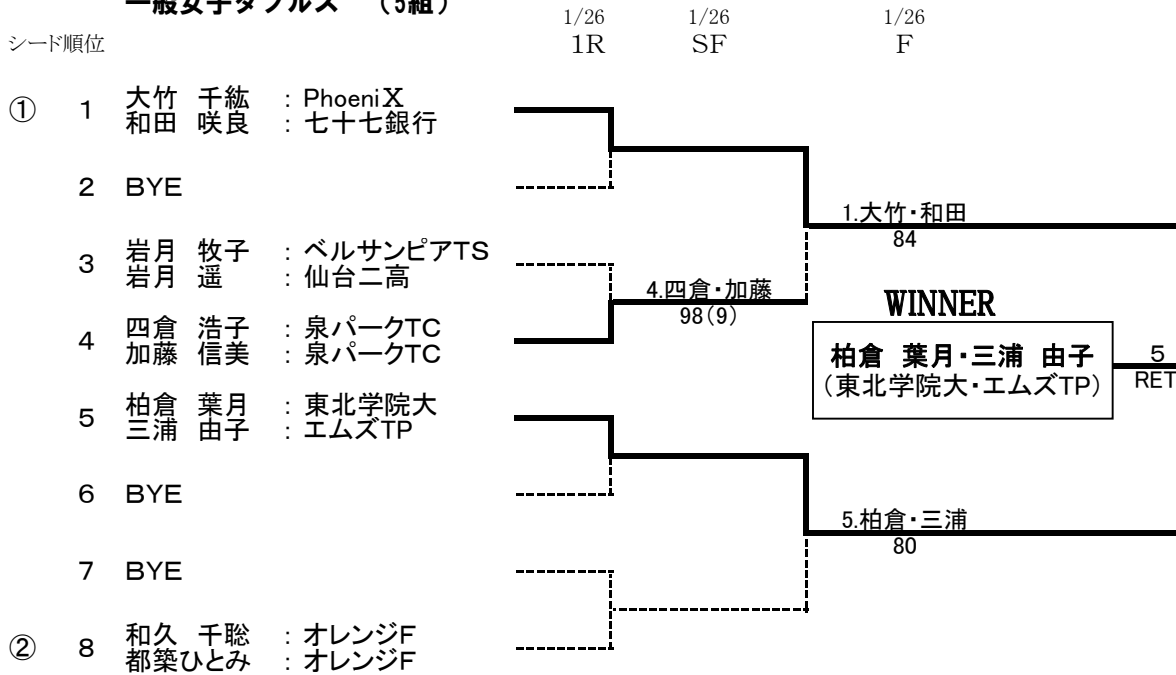 一般女子ダブルス (5組)
1/26 1/26 1/26
シード順位 1R SF F
① 1 大竹 千紘 : PhoeniX
和田 咲良 : 七十七銀行
2 BYE
1.大竹・和田
84
3 岩月 牧子 : ベルサンピアTS
岩月 遥 : 仙台二高
4.四倉・加藤
98(9)
WINNER
4 四倉 浩子 : 泉パークTC
加藤 信美 : 泉パークTC
柏倉 葉月・三浦 由子
(東北学院大・エムズTP)
5
RET
5 柏倉 葉月 : 東北学院大
三浦 由子 : エムズTP
6 BYE
5.柏倉・三浦
80
7 BYE
② 8 和久 千聡 : オレンジF
都築ひとみ : オレンジF